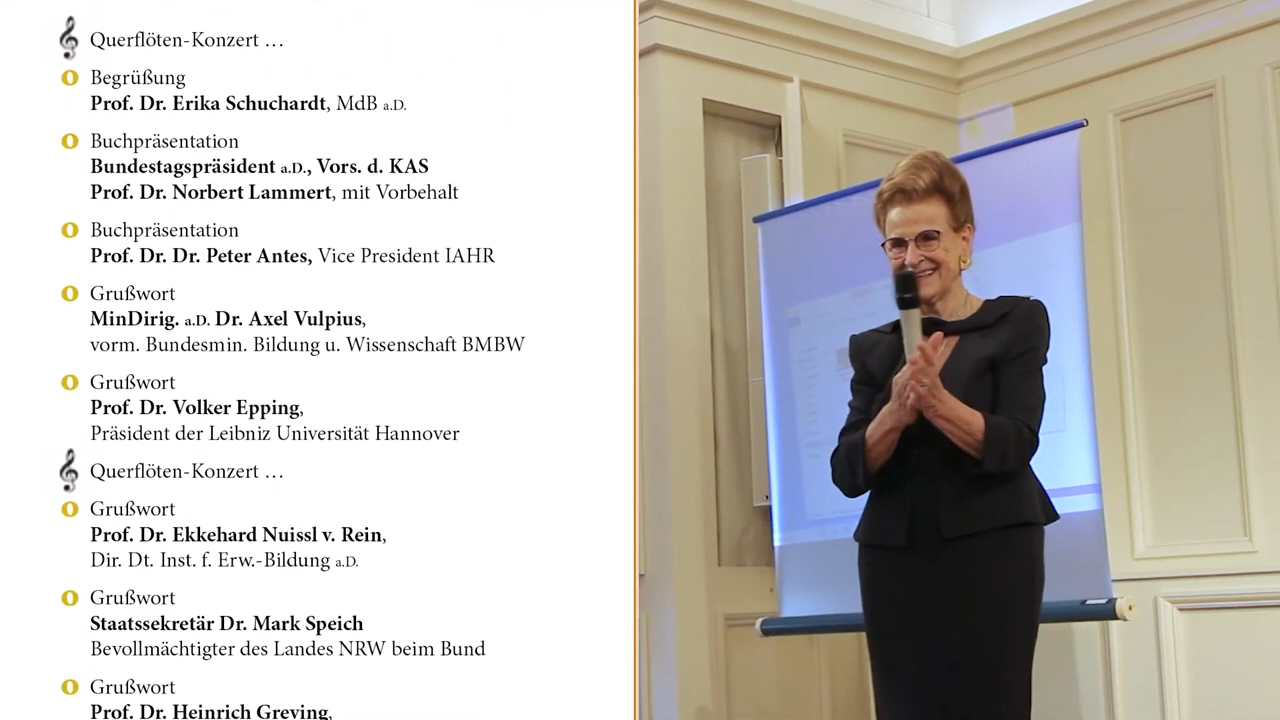 Querflöten-Konzert …
Begrüßung
Prof. Dr. Erika Schuchardt, MdB a.D.
Buchpräsentation
Bundestagspräsident a.D., Vors. d. KAS
Prof. Dr. Norbert Lammert, mit Vorbehalt
Buchpräsentation
Prof. Dr. Dr. Peter Antes, Vice President IAHR
Grußwort
MinDirig. a.D. Dr. Axel Vulpius,
vorm. Bundesmin. Bildung u. Wissenschaft BMBW
Grußwort
Prof. Dr. Volker Epping,
Präsident der Leibniz Universität Hannover
Querflöten-Konzert …
Grußwort
Prof. Dr. Ekkehard Nuissl v. Rein,
Dir. Dt. Inst. f. Erw.-Bildung a.D.
Grußwort
Staatssekretär Dr. Mark Speich
Bevollmächtigter des Landes NRW beim Bund
Grußwort
Prof. Dr. Heinrich Greving,